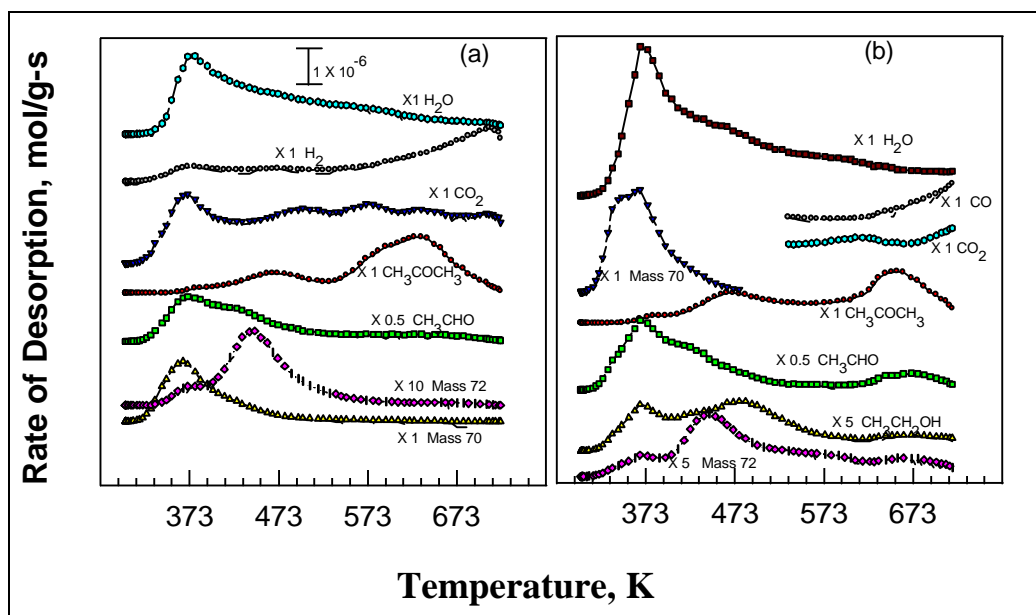 Rate of Desorption, mol/g-s
(a)
1 X 10-6
X1 H2O
X 1 H2
X 1 CO2
X 1 CH3COCH3
X 0.5 CH3CHO
X 10 Mass 72
X 1 Mass 70
373 473 573 673
(b)
X 1 H2O
X 1 CO
X 1 CO2
X 1 Mass 70
X 1 CH3COCH3
X 0.5 CH3CHO
X 5 CH2CH2OH
X 5 Mass 72
373 473 573 673
Temperature, K